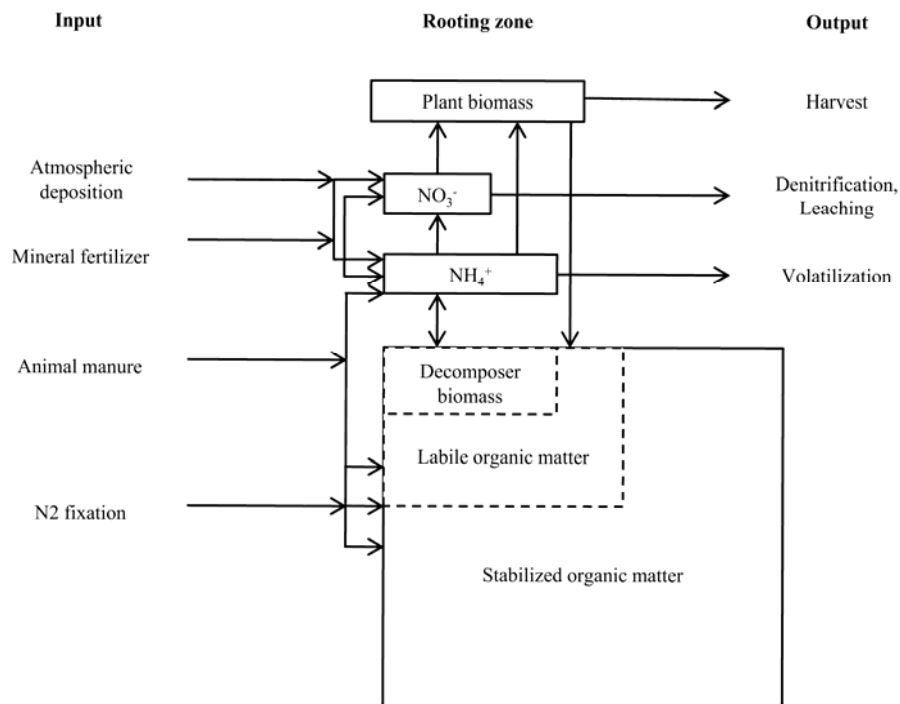 Input
Rooting zone
Output
Plant biomass
Harvest
Atmospheric
deposition
NO₃⁻
Denitrification,
Leaching
Mineral fertilizer
NH₄⁺
Volatilization
Animal manure
Decomposer
biomass
Labile organic matter
N2 fixation
Stabilized organic matter